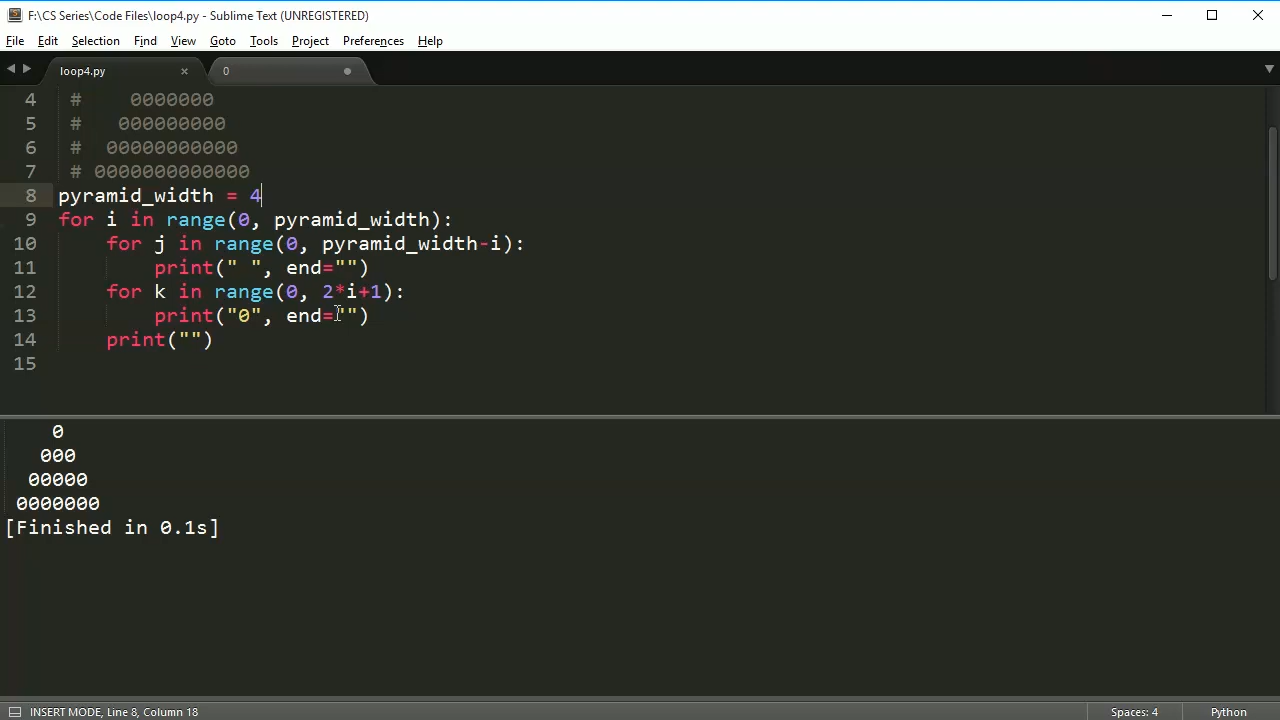 F:\CS Series\Code Files\loop4.py - Sublime Text (UNREGISTERED)
File Edit Selection Find View Goto Tools Project Preferences Help
loop4.py × 0
4 #    0000000
5 #   000000000
6 #  00000000000
7 # 0000000000000
8 pyramid_width = 4
9 for i in range(0, pyramid_width):
10     for j in range(0, pyramid_width-i):
11         print(" ", end="")
12     for k in range(0, 2*i+1):
13         print("0", end="")
14     print("")
15
    0
   000
  00000
 0000000
[Finished in 0.1s]
INSERT MODE, Line 8, Column 18 Spaces: 4 Python